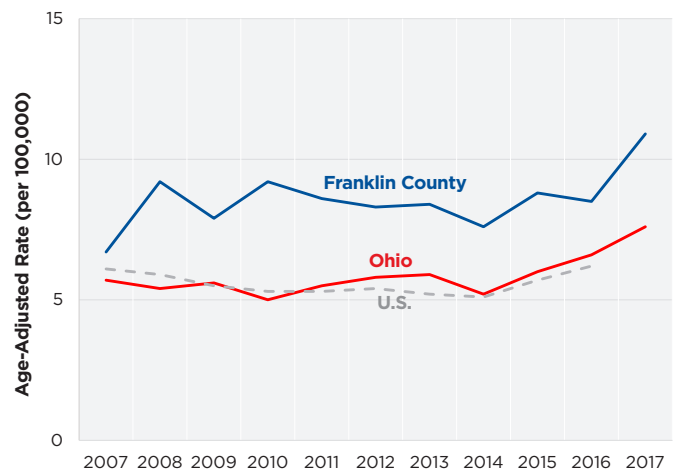 15
10
5
0
Age-Adjusted Rate (per 100,000)
Franklin County
Ohio
U.S.
2007 2008 2009 2010 2011 2012 2013 2014 2015 2016 2017